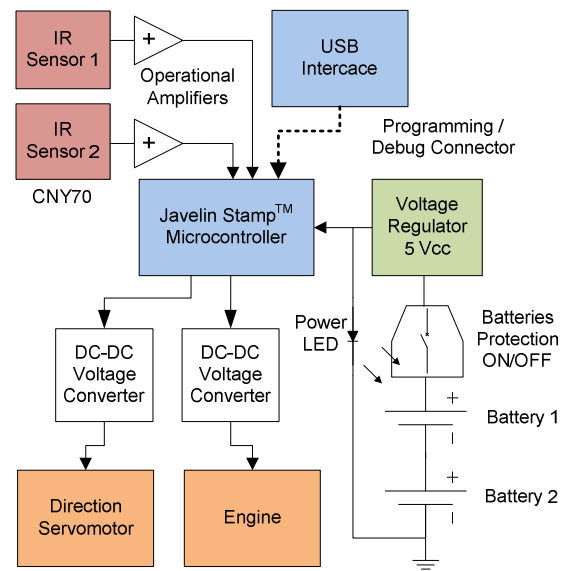 IR
Sensor 1
+
Operational
Amplifiers
USB
Intercace
IR
Sensor 2
+
CNY70
Programming /
Debug Connector
Javelin Stamp™
Microcontroller
Voltage
Regulator
5 Vcc
Power
LED
Batteries
Protection
ON/OFF
DC-DC
Voltage
Converter
DC-DC
Voltage
Converter
+
Battery 1
Direction
Servomotor
Engine
+
Battery 2